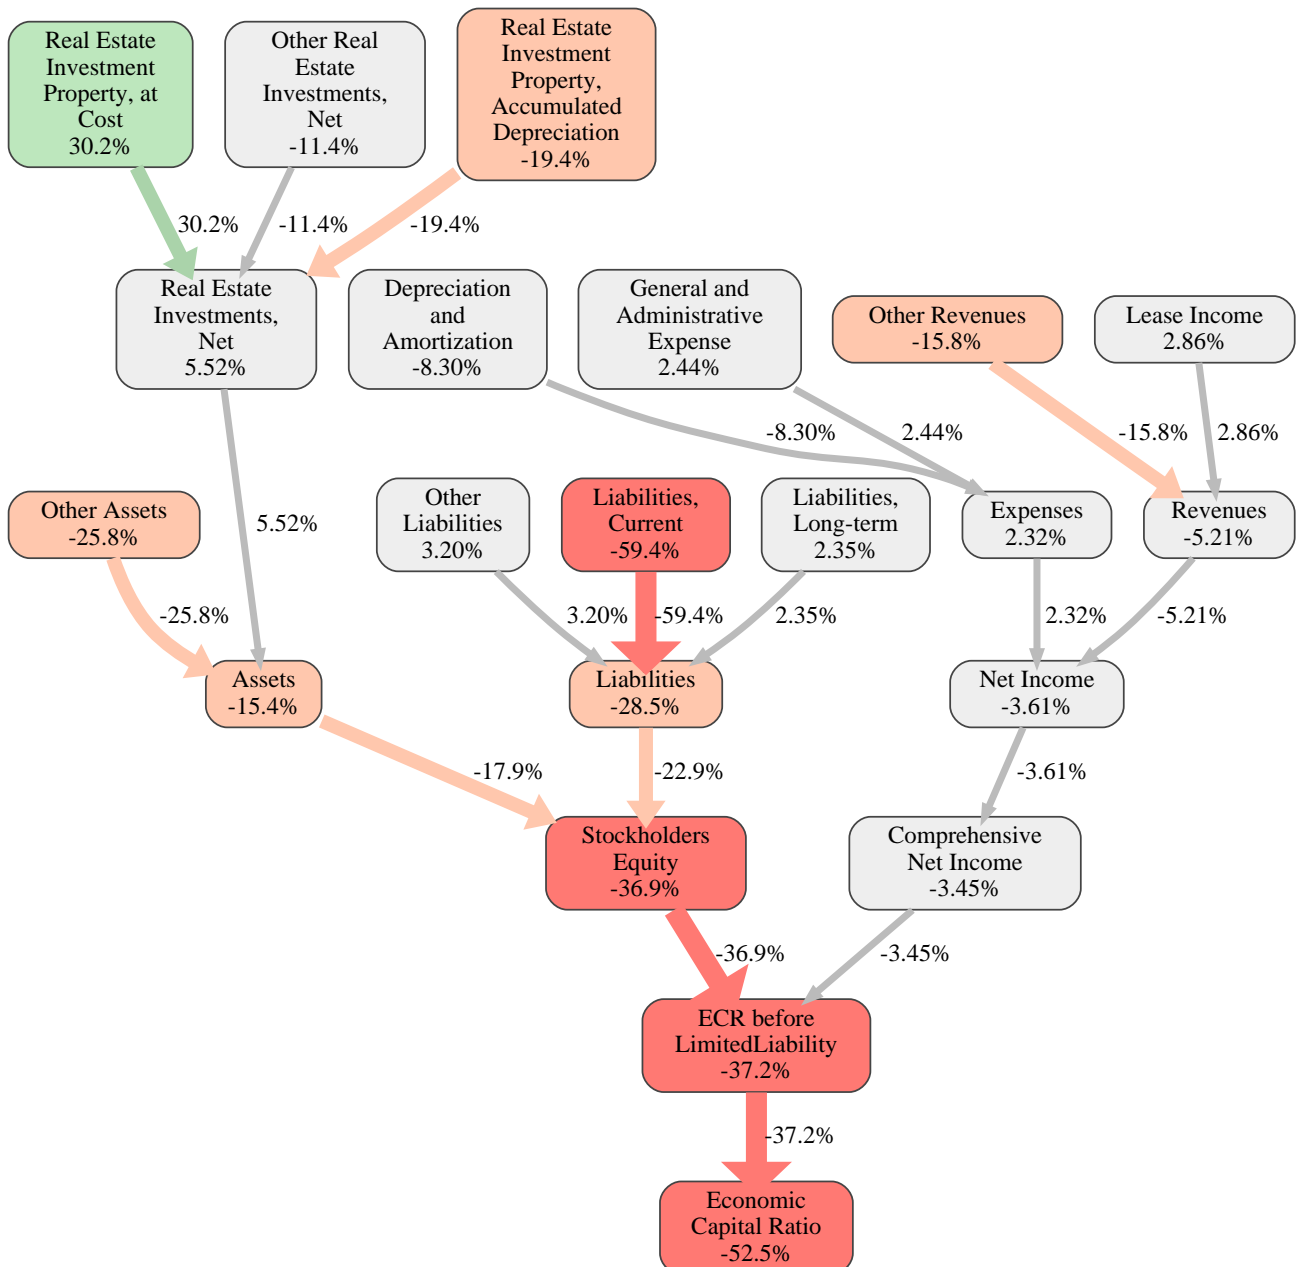 Real Estate
Investment
Property, at
Cost
30.2%
Other Real
Estate
Investments,
Net
-11.4%
Real Estate
Investment
Property,
Accumulated
Depreciation
-19.4%
30.2%
-11.4%
-19.4%
Real Estate
Investments,
Net
5.52%
Depreciation
and
Amortization
-8.30%
General and
Administrative
Expense
2.44%
Other Revenues
-15.8%
Lease Income
2.86%
-8.30%
2.44%
-15.8%
2.86%
Other Assets
-25.8%
5.52%
Other
Liabilities
3.20%
Liabilities,
Current
-59.4%
Liabilities,
Long-term
2.35%
Expenses
2.32%
Revenues
-5.21%
-25.8%
3.20%
-59.4%
2.35%
2.32%
-5.21%
Assets
-15.4%
Liabilities
-28.5%
Net Income
-3.61%
-17.9%
-22.9%
-3.61%
Stockholders
Equity
-36.9%
Comprehensive
Net Income
-3.45%
-36.9%
-3.45%
ECR before
LimitedLiability
-37.2%
-37.2%
Economic
Capital Ratio
-52.5%